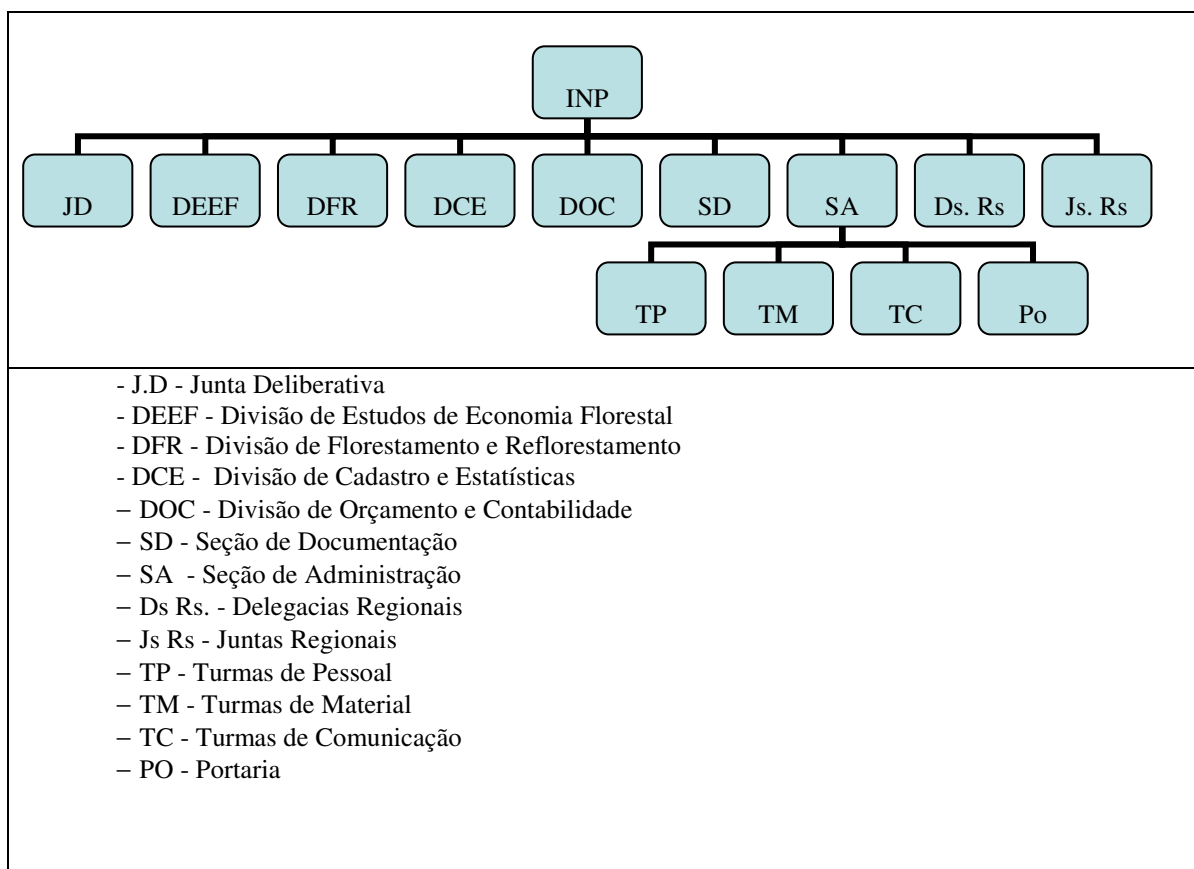 INP
JD DEEF DFR DCE DOC SD SA Ds. Rs Js. Rs
TP TM TC Po
- J.D - Junta Deliberativa
- DEEF - Divisão de Estudos de Economia Florestal
- DFR - Divisão de Florestamento e Reflorestamento
- DCE -  Divisão de Cadastro e Estatísticas
− DOC - Divisão de Orçamento e Contabilidade
− SD - Seção de Documentação
− SA  - Seção de Administração
− Ds Rs. - Delegacias Regionais
− Js Rs - Juntas Regionais
− TP - Turmas de Pessoal
− TM - Turmas de Material
− TC - Turmas de Comunicação
− PO - Portaria